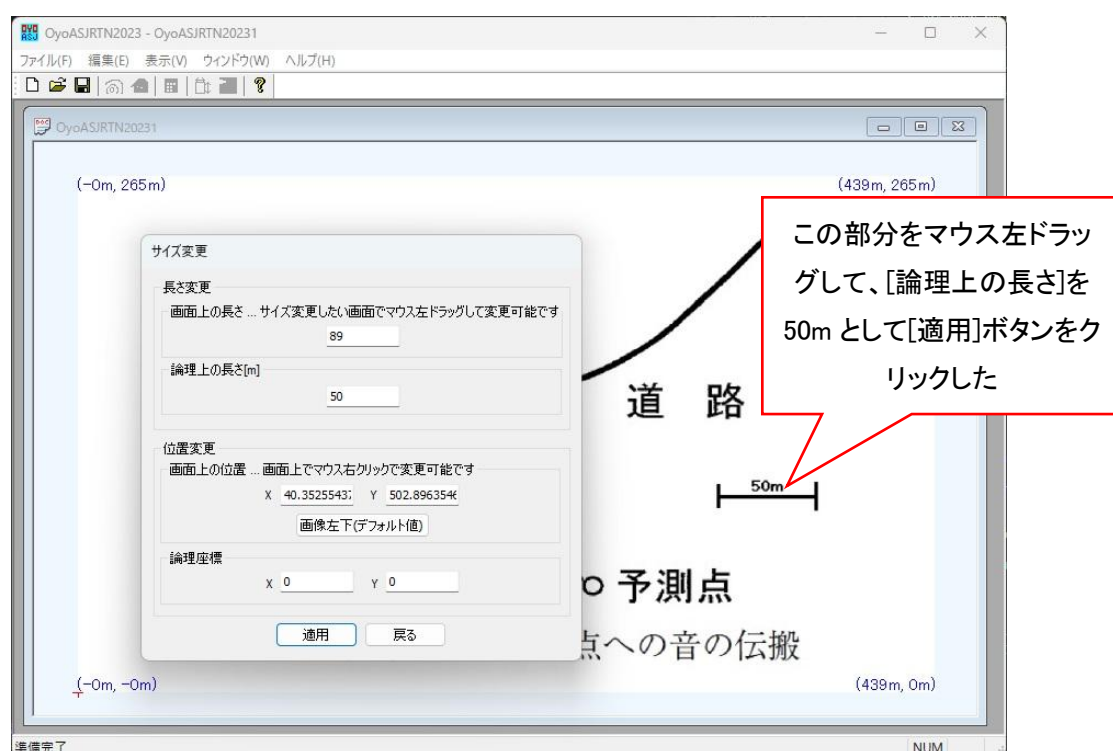 OyoASJRTN2023 - OyoASJRTN20231
ファイル(F) 編集(E) 表示(V) ウィンドウ(W) ヘルプ(H)
OyoASJRTN20231
(-0m, 265m)
(439m, 265m)
この部分をマウス左ドラッ
グして、[論理上の長さ]を
50m として[適用]ボタンをク
リックした
サイズ変更
長さ変更
画面上の長さ ... サイズ変更したい画面でマウス左ドラッグして変更可能です
89
論理上の長さ[m]
50
位置変更
画面上の位置 ... 画面上でマウス右クリックで変更可能です
X 40.3525543 Y 502.896354
画像左下(デフォルト値)
論理座標
X 0 Y 0
適用 戻る
道 路
50m
予測点
点への音の伝搬
(-0m, -0m)
(439m, 0m)
準備完了
NUM